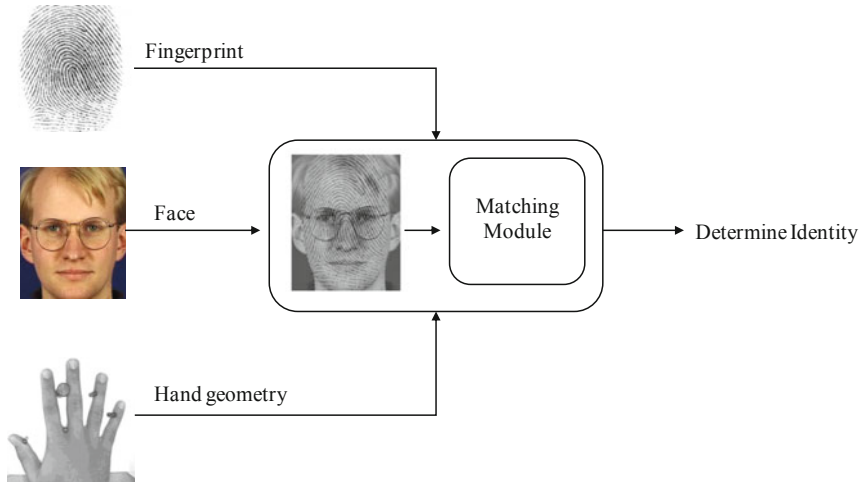 Fingerprint
Face
Matching
Module
Determine Identity
Hand geometry